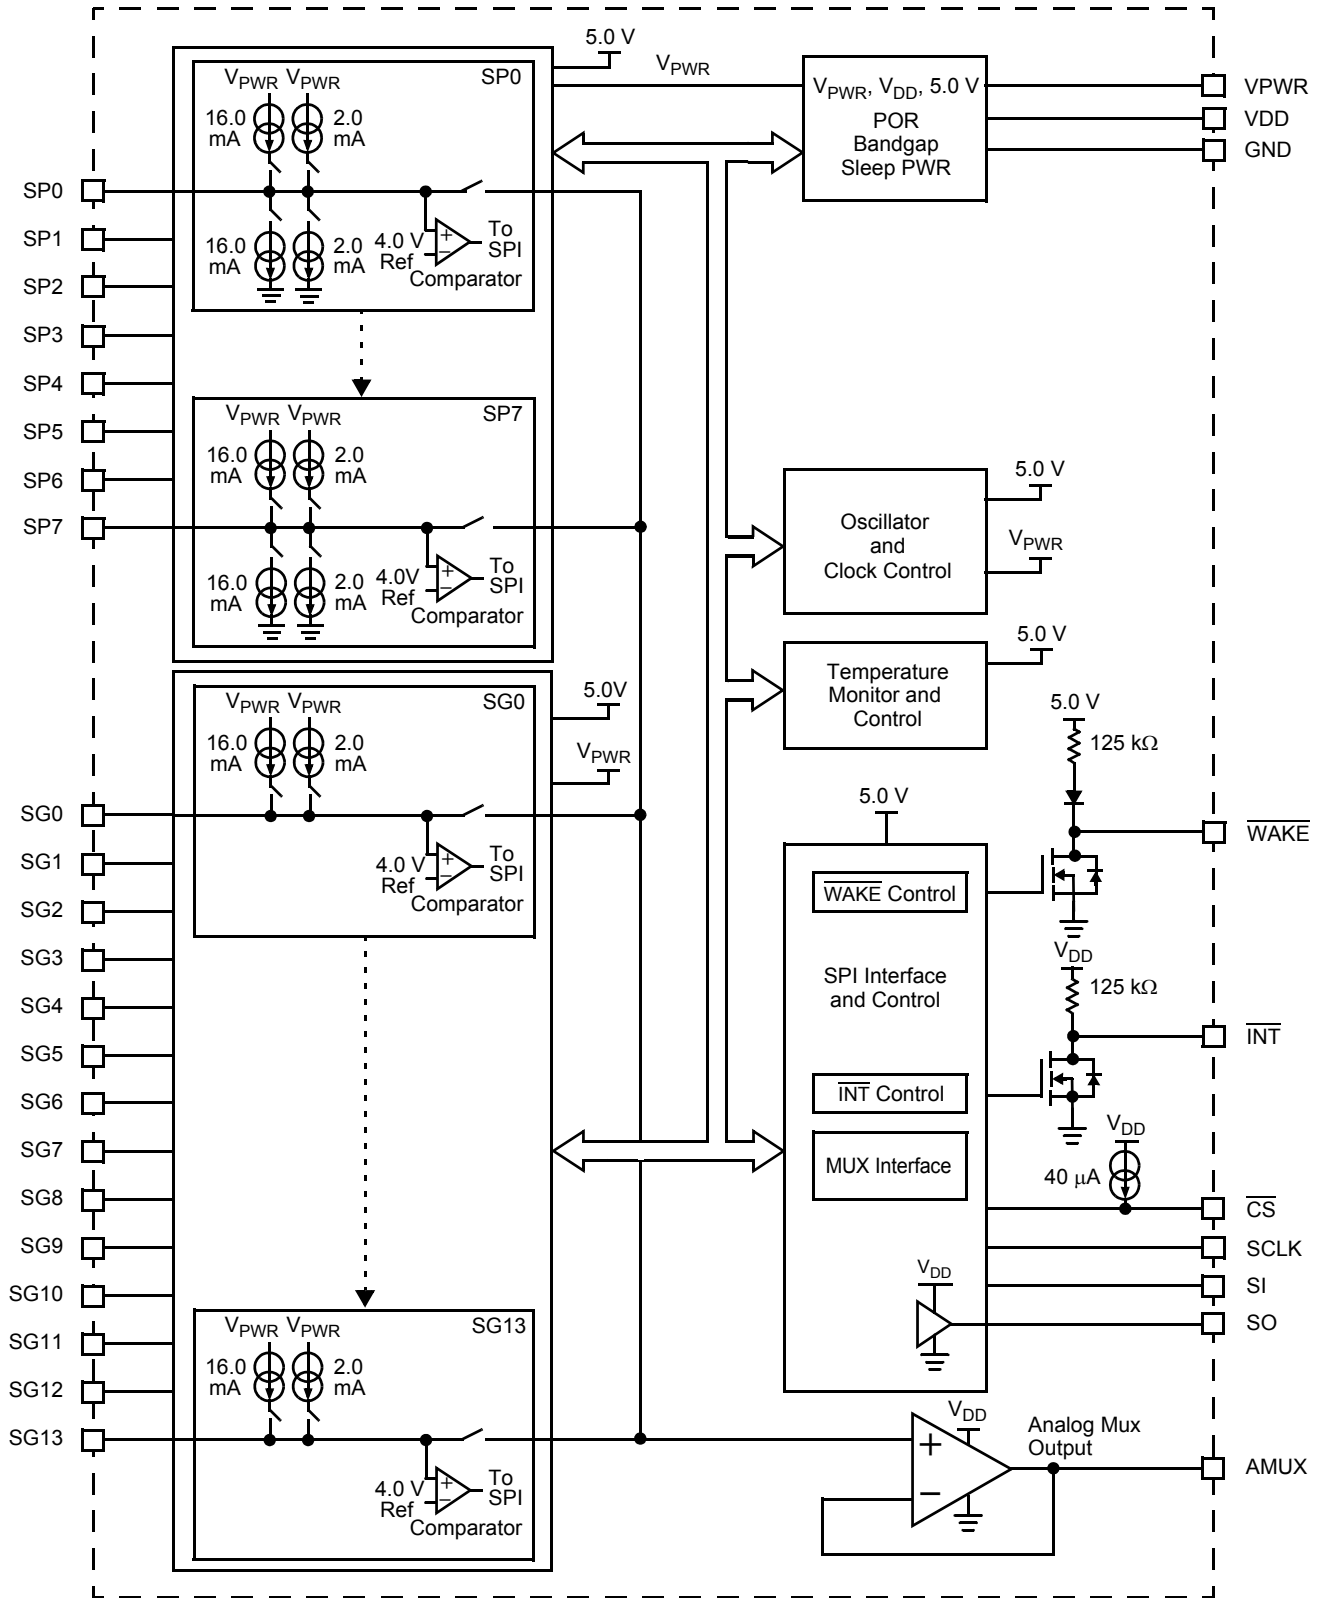 5.0 V
VPWR
SP0
VPWR VPWR
16.0 mA
2.0 mA
16.0 mA
2.0 mA
4.0 V Ref
+
−
To SPI
Comparator
SP7
VPWR VPWR
16.0 mA
2.0 mA
16.0 mA
2.0 mA
4.0V Ref
+
−
To SPI
Comparator
SG0
VPWR VPWR
16.0 mA
2.0 mA
4.0 V Ref
+
−
To SPI
Comparator
5.0V
VPWR
SG13
VPWR VPWR
16.0 mA
2.0 mA
4.0 V Ref
+
−
To SPI
Comparator
SP0
SP1
SP2
SP3
SP4
SP5
SP6
SP7
SG0
SG1
SG2
SG3
SG4
SG5
SG6
SG7
SG8
SG9
SG10
SG11
SG12
SG13
VPWR, VDD, 5.0 V
POR
Bandgap
Sleep PWR
Oscillator
and
Clock Control
5.0 V
VPWR
Temperature
Monitor and
Control
5.0 V
5.0 V
WAKE Control
SPI Interface
and Control
INT Control
MUX Interface
VDD
5.0 V
125 kΩ
VDD
125 kΩ
VDD
40 μA
VDD
+
−
Analog Mux
Output
VPWR
VDD
GND
WAKE
INT
CS
SCLK
SI
SO
AMUX